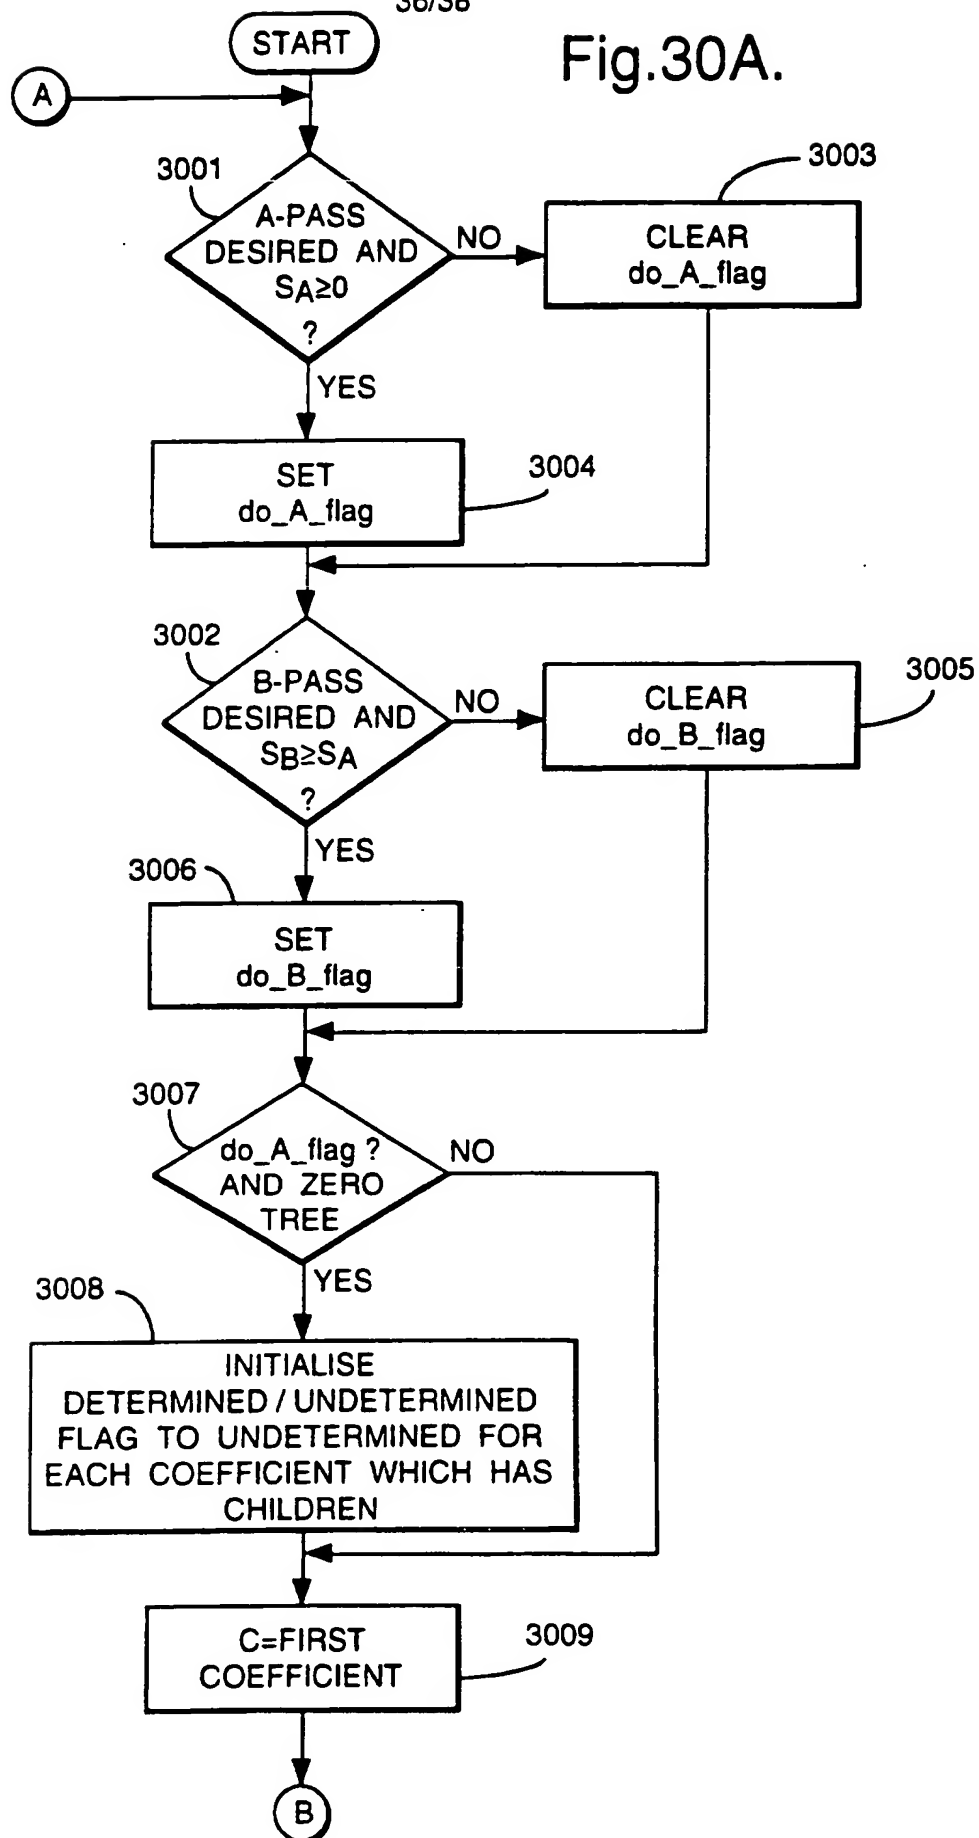 36/38
START
Fig.30A.
A
3001
A-PASS
DESIRED AND
SA≥0
?
NO
3003
CLEAR
do_A_flag
YES
SET
do_A_flag
3004
3002
B-PASS
DESIRED AND
SB≥SA
?
NO
CLEAR
do_B_flag
3005
YES
3006
SET
do_B_flag
3007
do_A_flag ?
AND ZERO
TREE
NO
YES
3008
INITIALISE
DETERMINED / UNDETERMINED
FLAG TO UNDETERMINED FOR
EACH COEFFICIENT WHICH HAS
CHILDREN
C=FIRST
COEFFICIENT
3009
B